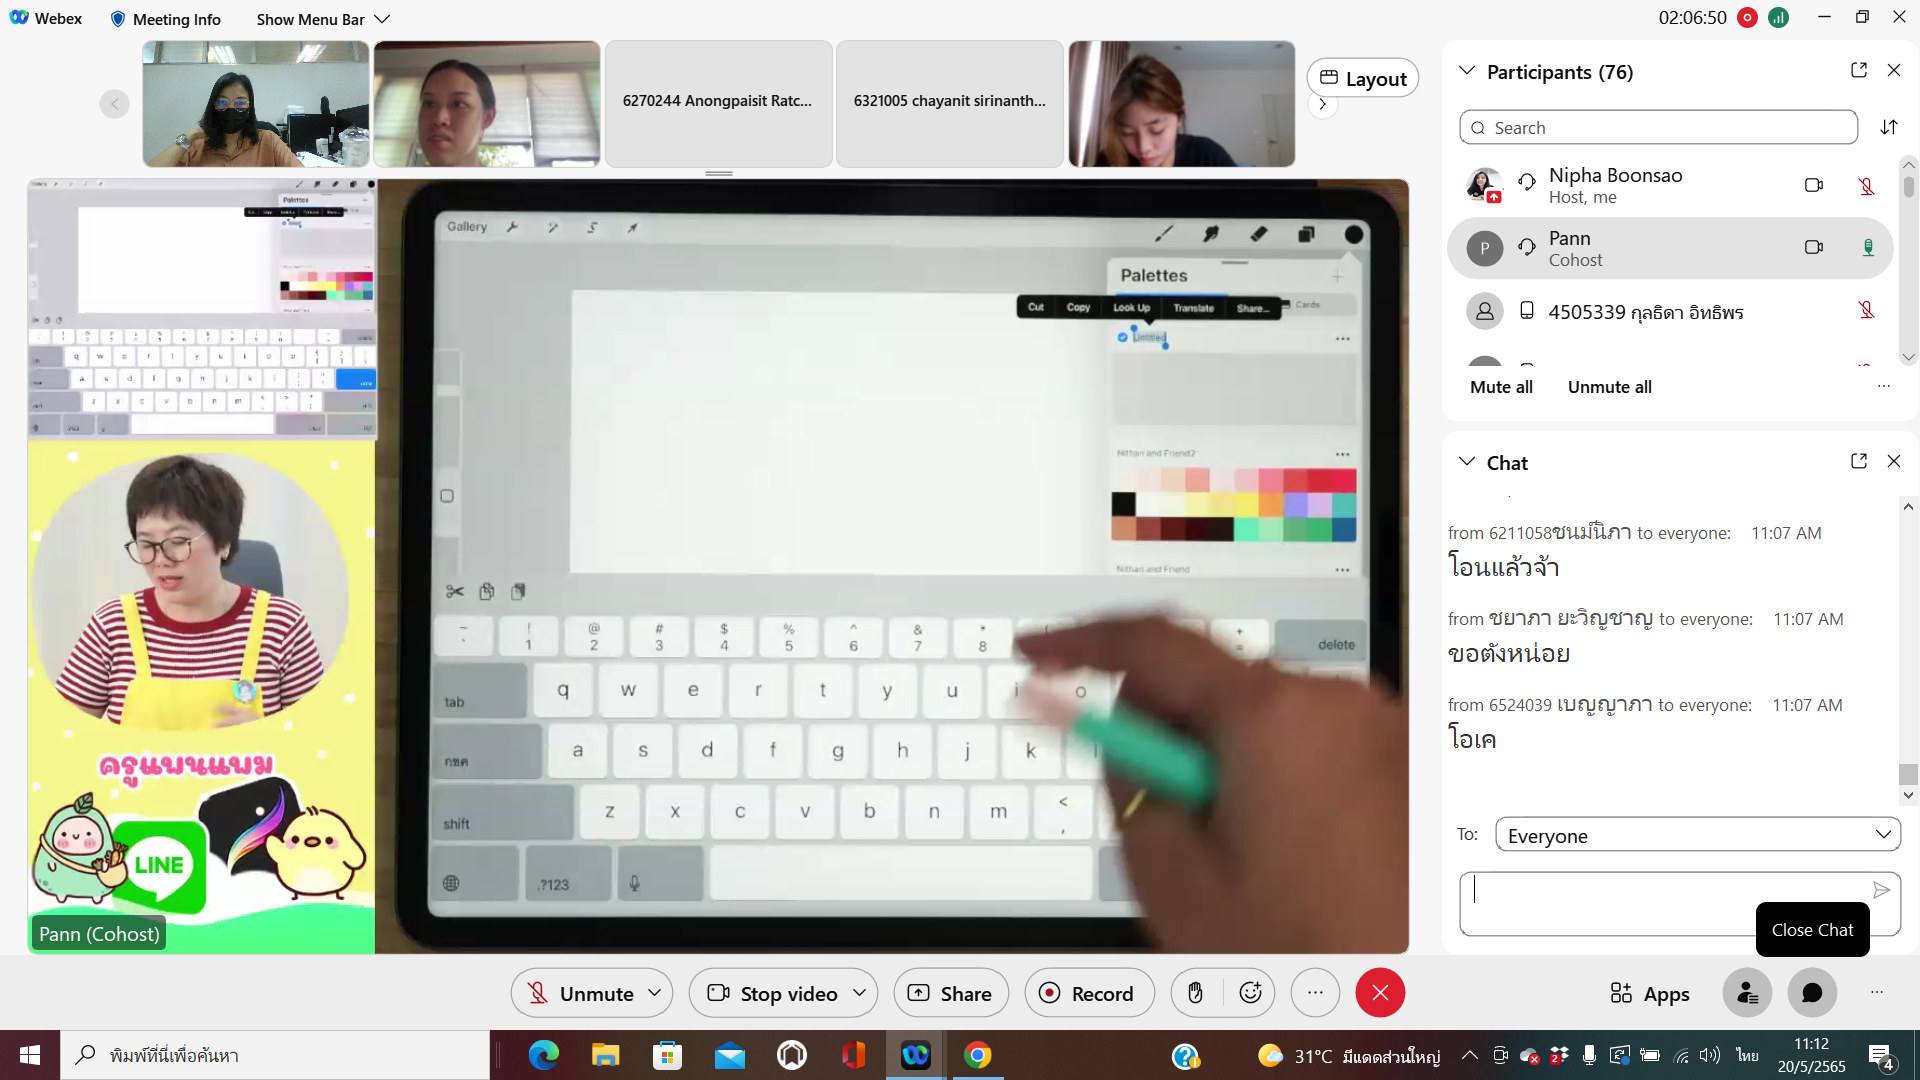 Webex
Meeting Info
Show Menu Bar
02:06:50
6270244 Anongpaisit Ratc...
6321005 chayanit sirinanth...
Layout
Participants (76)
Search
Nipha Boonsao
Host, me
P
Pann
Cohost
4505339 กุลธิดา อิทธิพร
Mute all
Unmute all
Gallery
Palettes
Cut
Copy
Look Up
Translate
Share...
Cards
Untitled
Nithan and Friend2
Nithan and Friend
~ `
! 1
@ 2
# 3
$ 4
% 5
^ 6
& 7
* 8
+ =
delete
tab
q w e r t y u i o
กขค
a s d f g h j k l
shift
z x c v b n m < ,
.?123
Palettes
q w e r t y u i o p
a s d f g h j k l
z x c v b n m
ครูแพนแพม
LINE
Pann (Cohost)
Chat
from 6211058ชนม์นิภา to everyone: 11:07 AM
โอนแล้วจ้า
from ชยาภา ยะวิญชาญ to everyone: 11:07 AM
ขอตังหน่อย
from 6524039 เบญญาภา to everyone: 11:07 AM
โอเค
To:
Everyone
Close Chat
Unmute
Stop video
Share
Record
Apps
พิมพ์ที่นี่เพื่อค้นหา
31°C มีแดดส่วนใหญ่
2
ไทย
11:12
20/5/2565
4